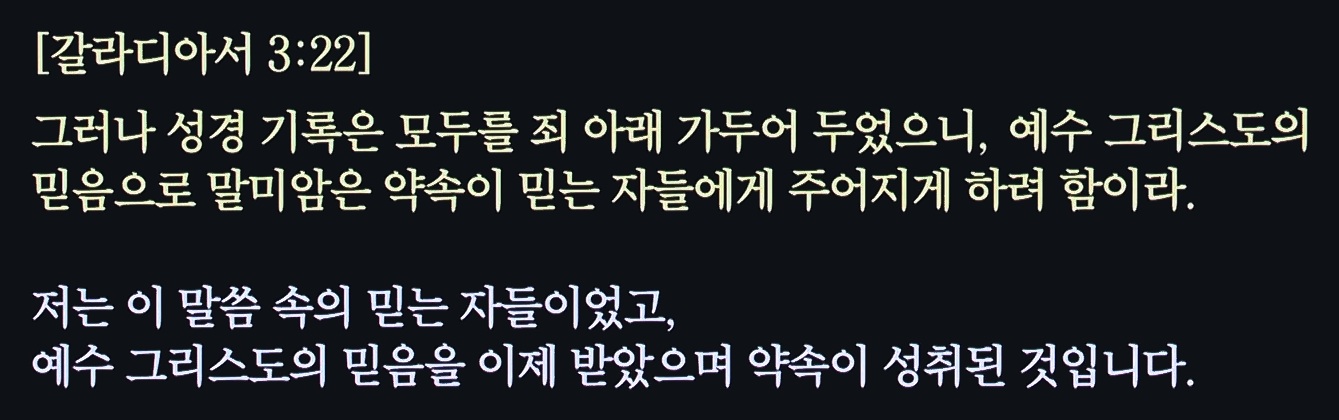 [갈라디아서 3:22]
그러나 성경 기록은 모두를 죄 아래 가두어 두었으니, 예수 그리스도의
믿음으로 말미암은 약속이 믿는 자들에게 주어지게 하려 함이라.
저는 이 말씀 속의 믿는 자들이었고,
예수 그리스도의 믿음을 이제 받았으며 약속이 성취된 것입니다.